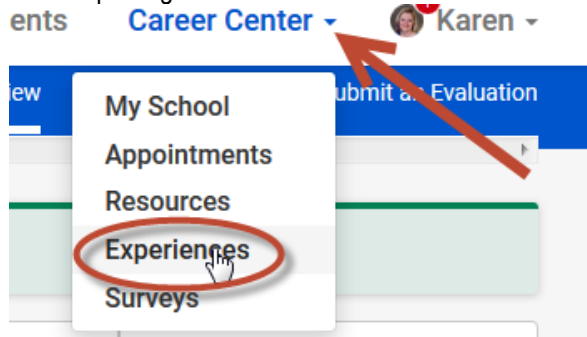 ents Career Center Karen
iew ubmit an Evaluation
My School
Appointments
Resources
Experiences
Surveys